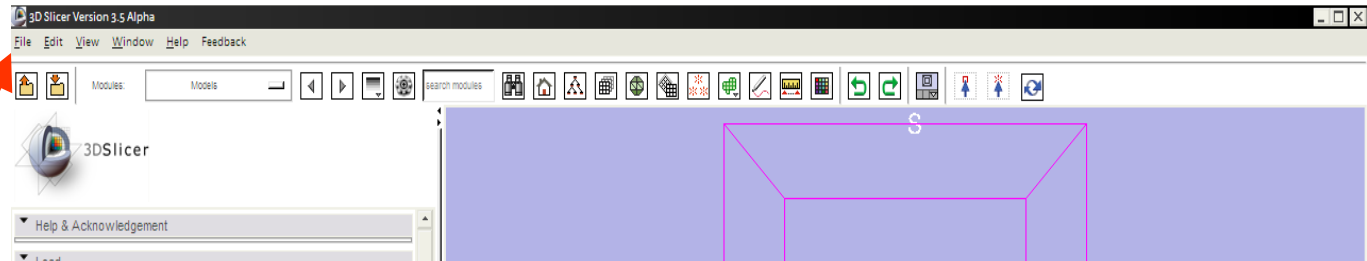 3D Slicer Version 3.5 Alpha
File Edit View Window Help Feedback
Modules: Models search modules
S
3DSlicer
Help & Acknowledgement
Load